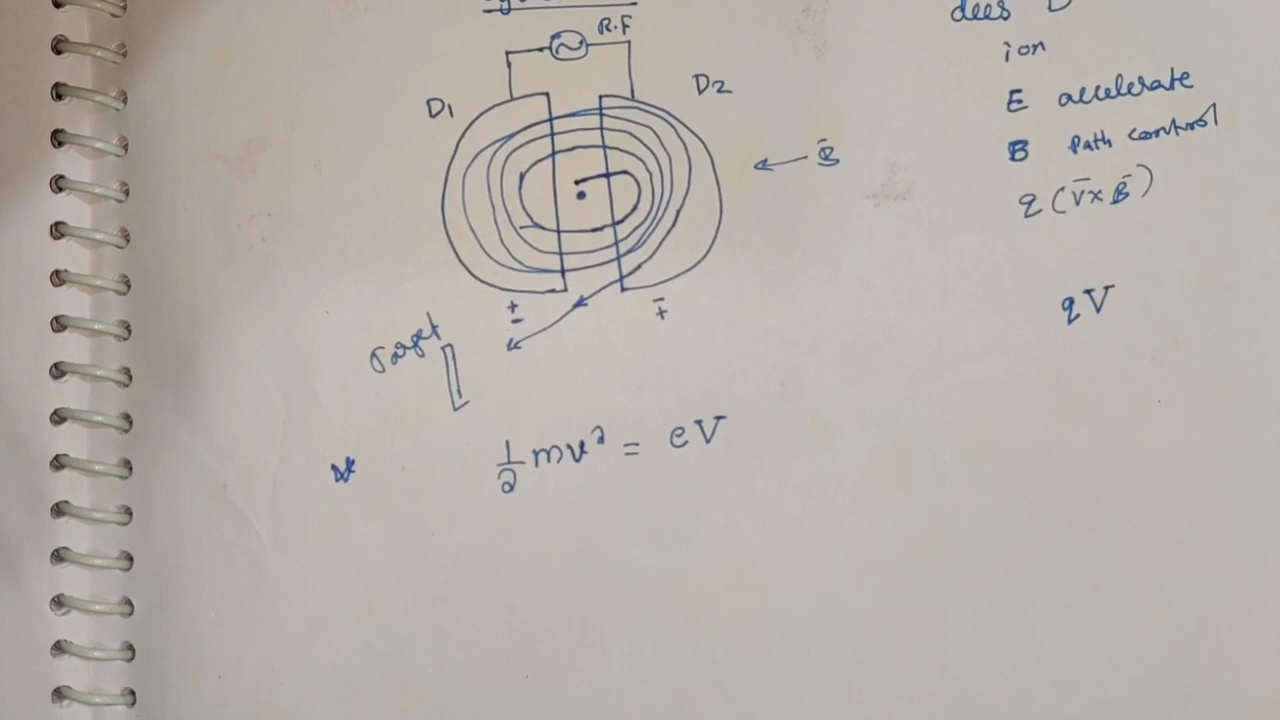 R.F
D1
D2
dees D
ion
E accelerate
B Path control
q (v̄ x B̄)
B̄
qV
+
-
-
+
Target
½mv² = eV